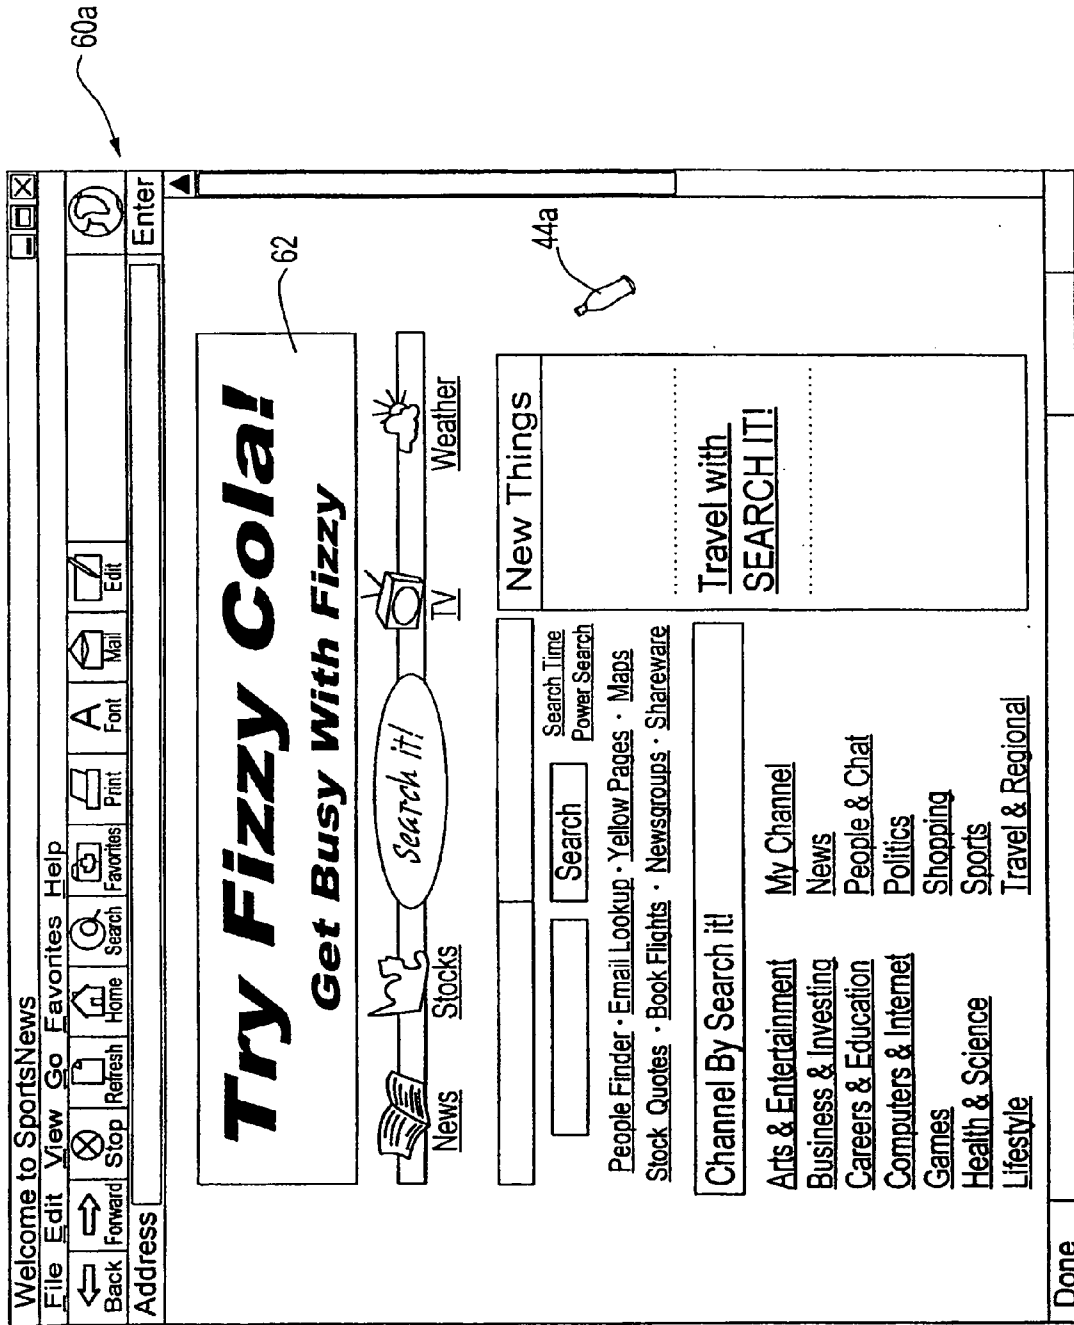 60a
Welcome to SportsNews
File Edit View Go Favorites Help
Back Forward Stop Refresh Home Search Favorites Print Font Mail Edit
Address Enter
Try Fizzy Cola!
Get Busy With Fizzy
62
Search it!
News Stocks TV Weather
44a
Search
Search Time
Power Search
People Finder · Email Lookup · Yellow Pages · Maps
Stock Quotes · Book Flights · Newsgroups · Shareware
New Things
Travel with
SEARCH IT!
Channel By Search it!
Arts & Entertainment
Business & Investing
Careers & Education
Computers & Internet
Games
Health & Science
Lifestyle
My Channel
News
People & Chat
Politics
Shopping
Sports
Travel & Regional
Done